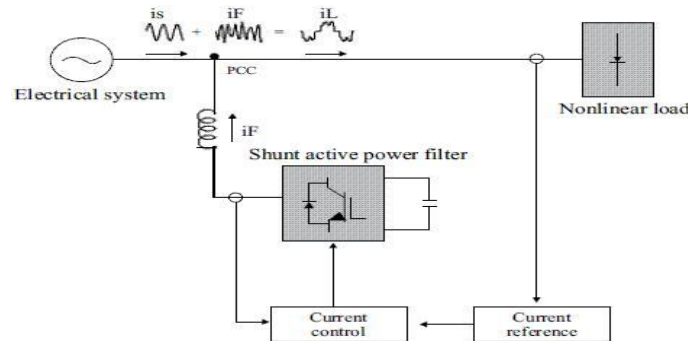 is + iF = iL
PCC
Electrical system
Nonlinear load
iF
Shunt active power filter
Current
control
Current
reference